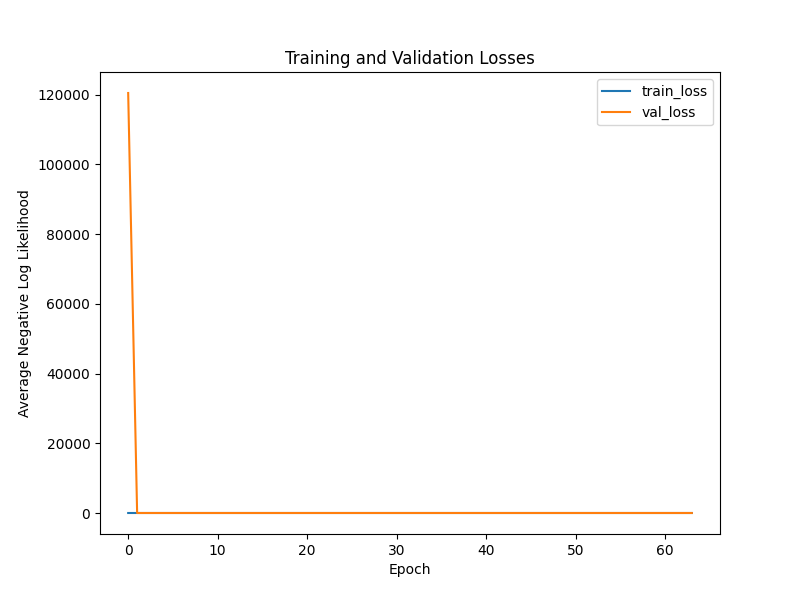 Training and Validation Losses
train_loss
val_loss
Average Negative Log Likelihood
120000
100000
80000
60000
40000
20000
0
0 10 20 30 40 50 60
Epoch